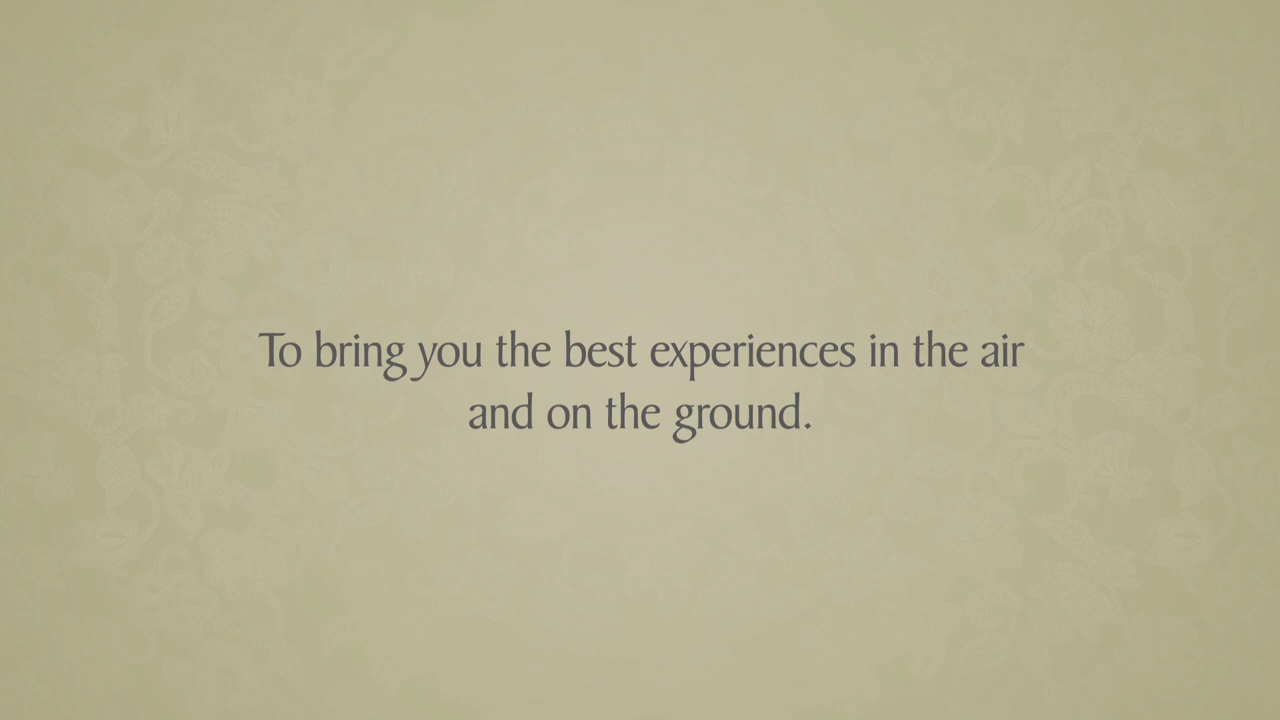 To bring you the best experiences in the air
and on the ground.